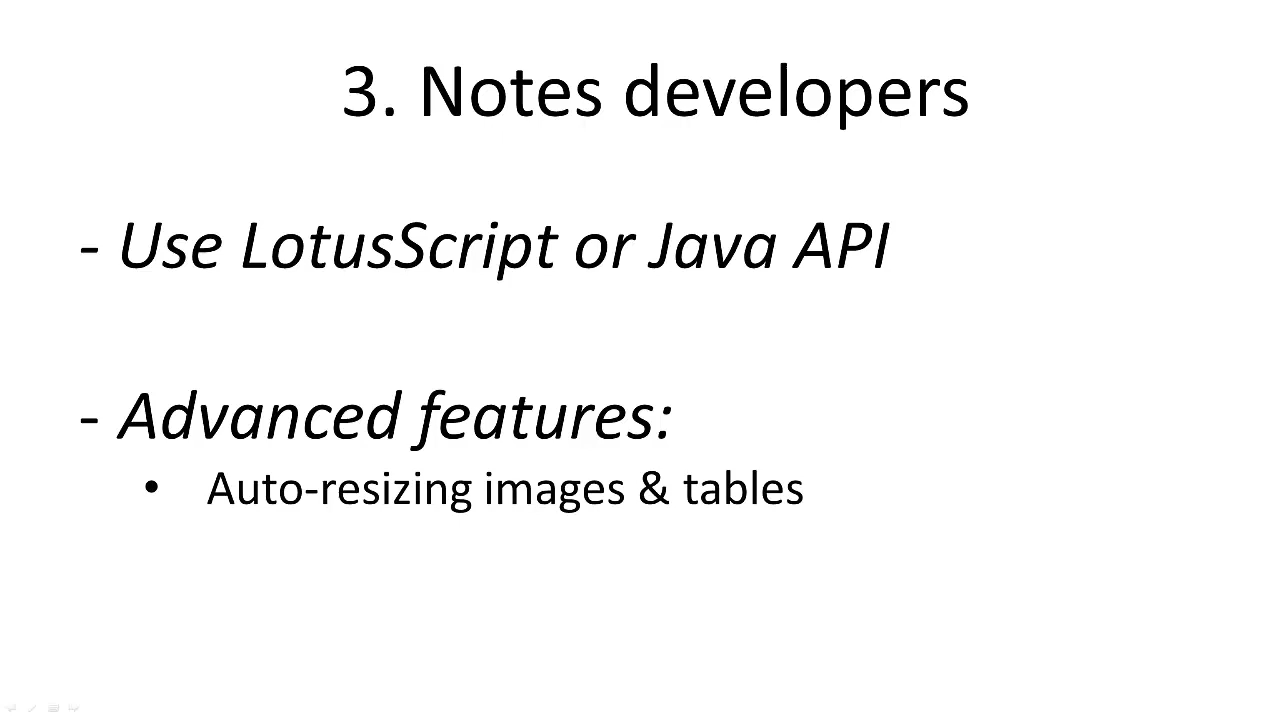 3. Notes developers
- Use LotusScript or Java API
- Advanced features:
• Auto-resizing images & tables